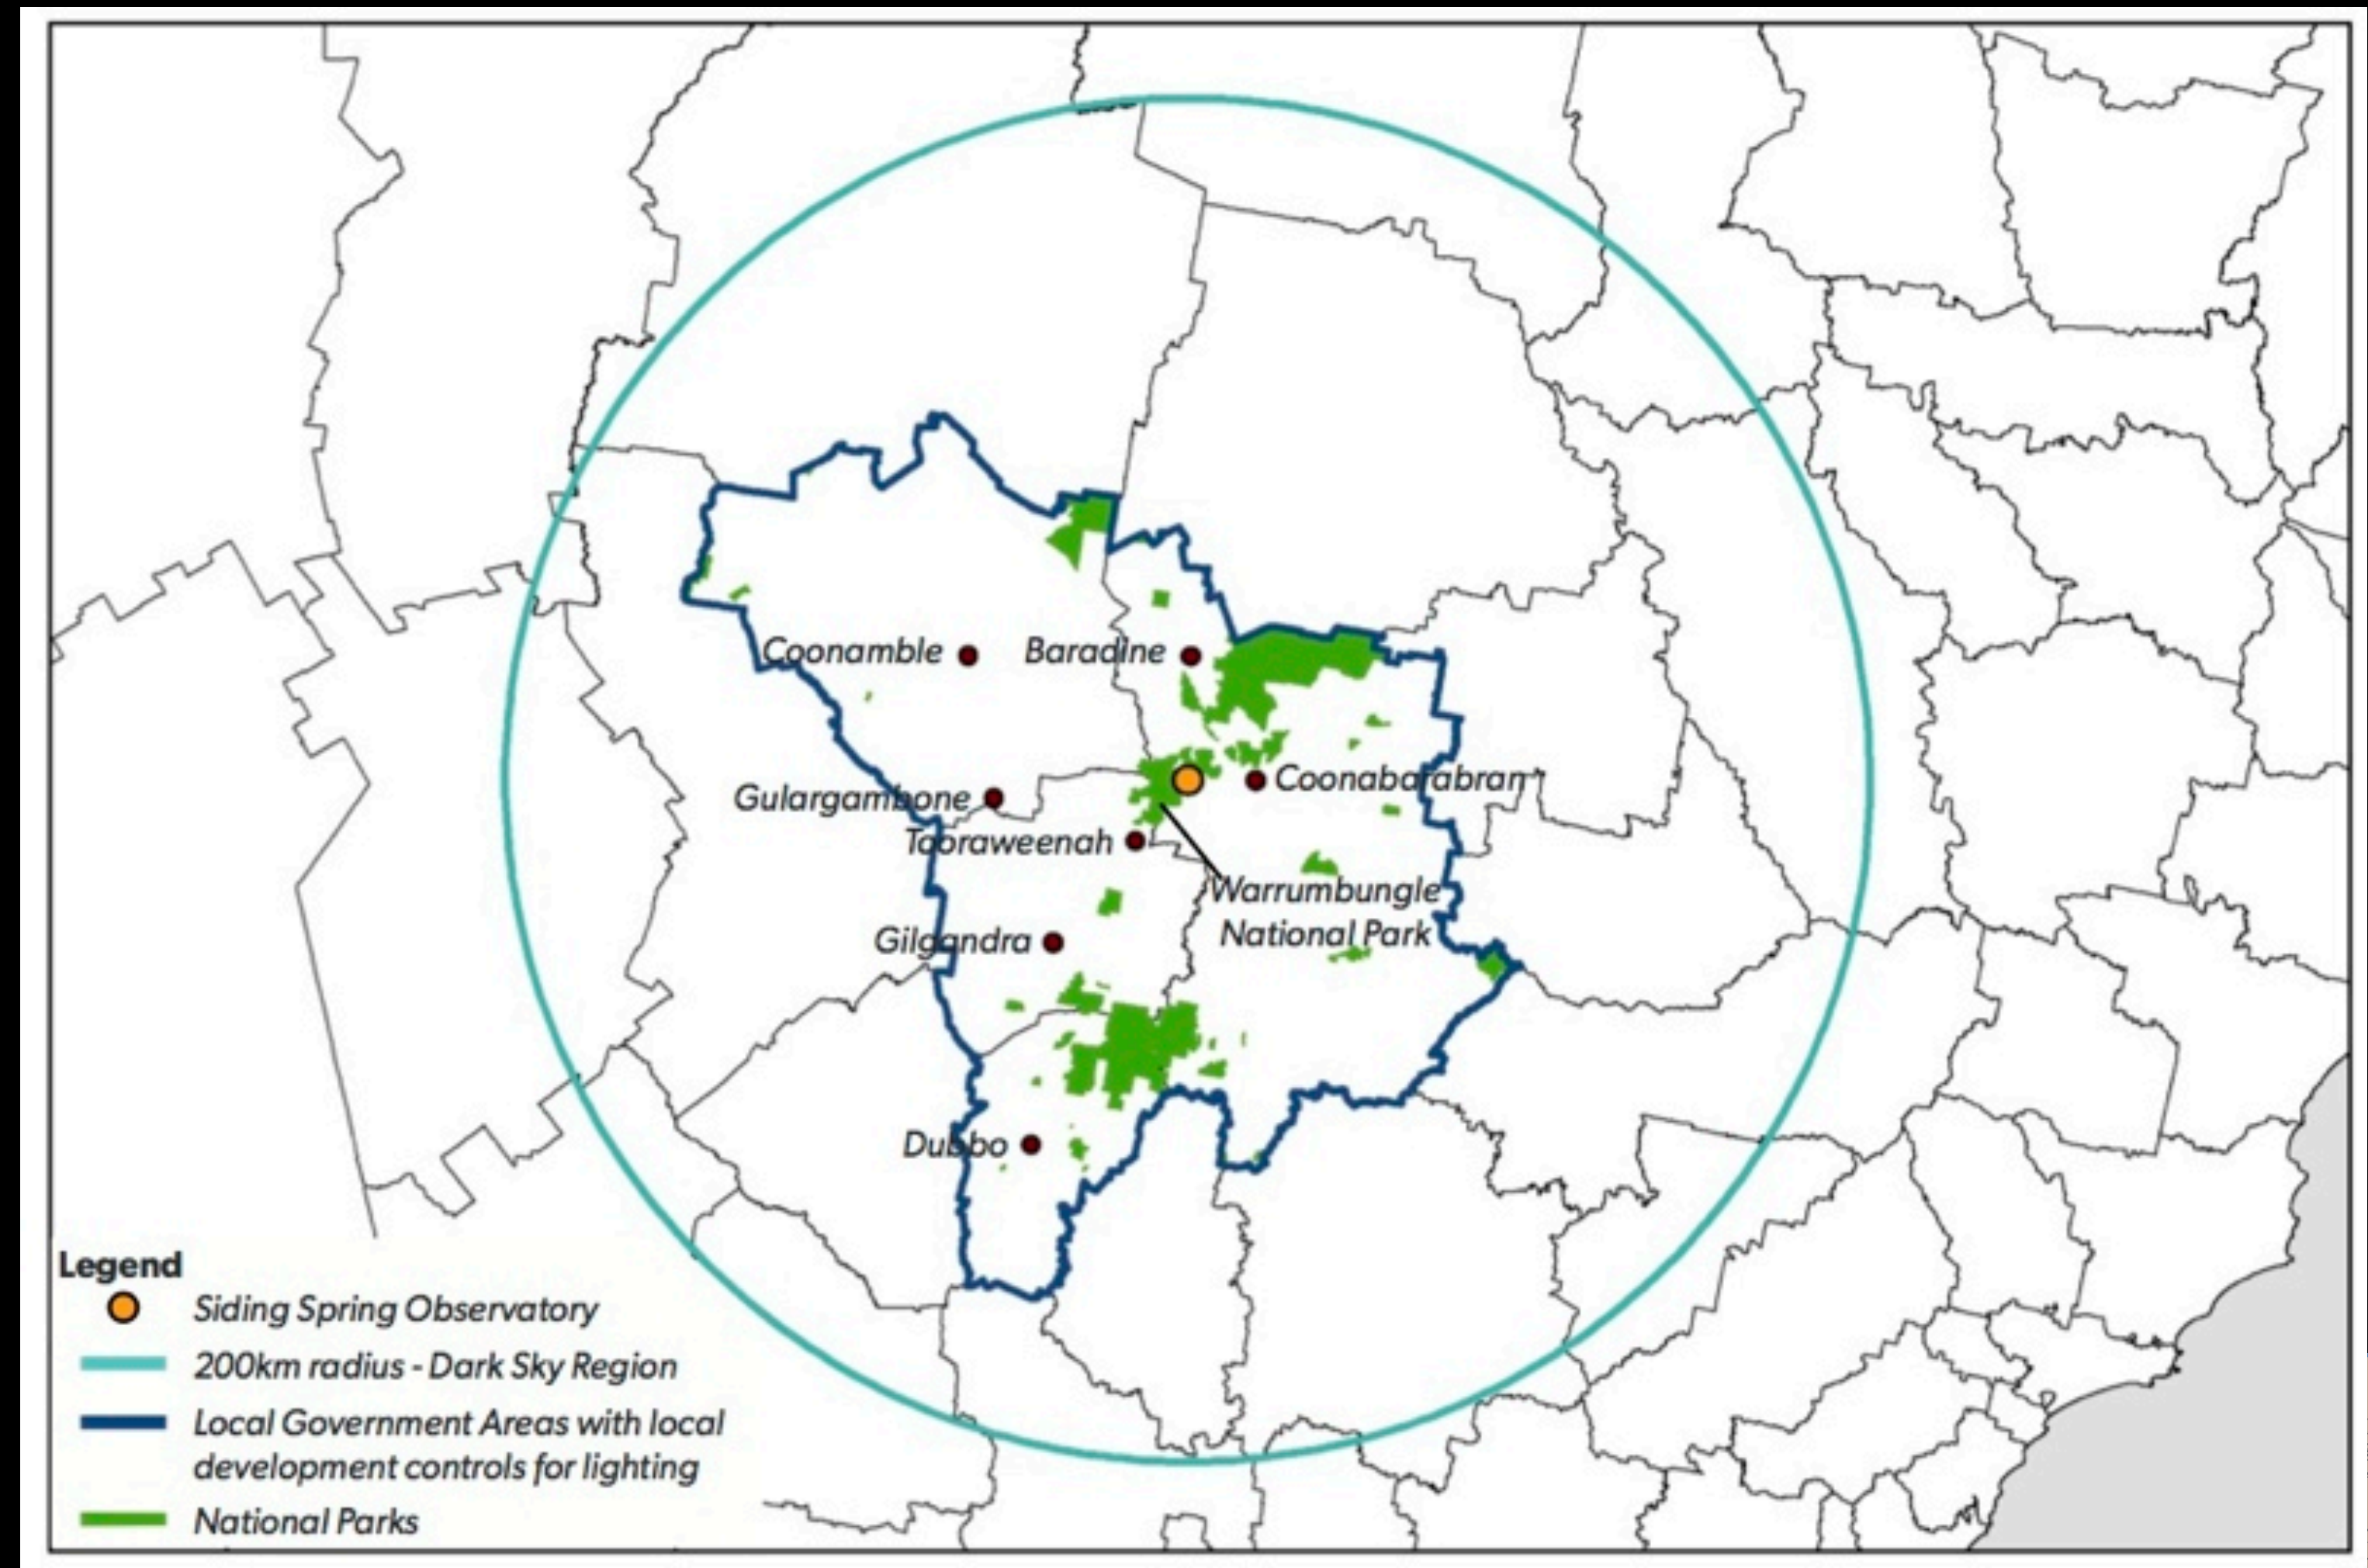 Coonamble
Baradine
Gulargambone
Coonabarabran
Tooraweenah
Warrumbungle
National Park
Gilgandra
Dubbo
Legend
Siding Spring Observatory
200km radius - Dark Sky Region
Local Government Areas with local
development controls for lighting
National Parks